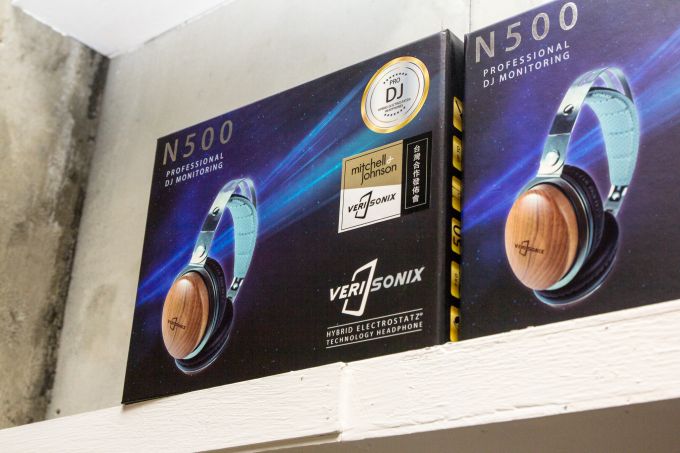 N500
PROFESSIONAL
DJ MONITORING
PRO
DJ
mitchell
johnson
VERISONIX
台灣合作發佈會
VERISONIX
VERISONIX
HYBRID ELECTROSTATZ®
TECHNOLOGY HEADPHONE
N500
PROFESSIONAL
DJ MONITORING
VERISONIX